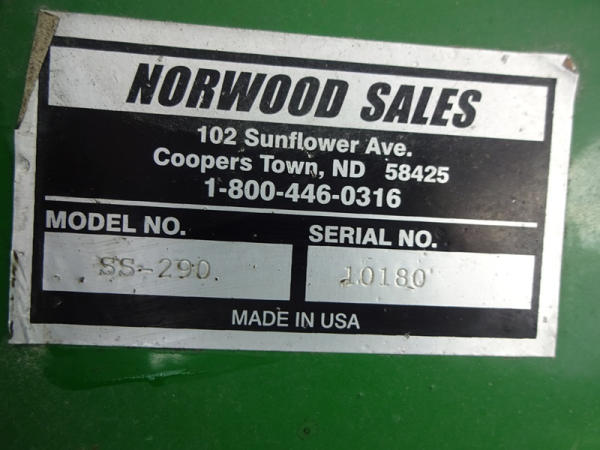 NORWOOD SALES
102 Sunflower Ave.
Coopers Town, ND 58425
1-800-446-0316
MODEL NO. SERIAL NO.
SS-290 10180
MADE IN USA